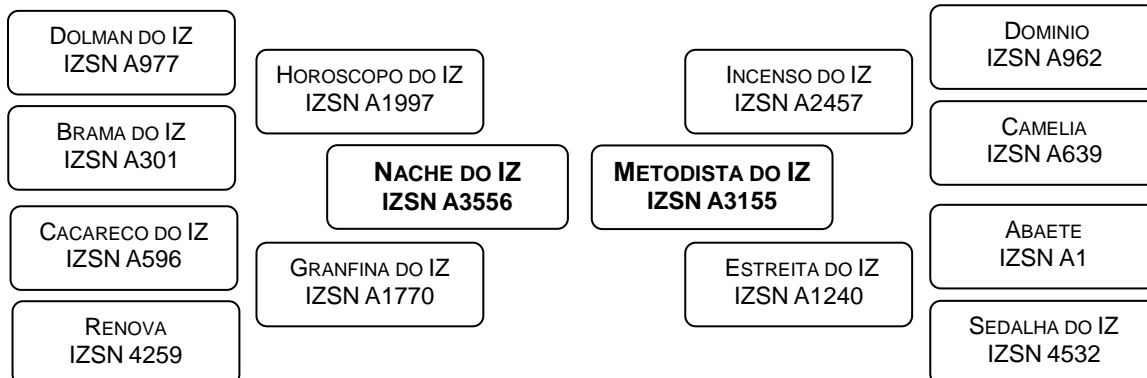 DOLMAN DO IZ
IZSN A977
HOROSCOPO DO IZ
IZSN A1997
BRAMA DO IZ
IZSN A301
NACHE DO IZ
IZSN A3556
CACARECO DO IZ
IZSN A596
GRANFINA DO IZ
IZSN A1770
RENOVA
IZSN 4259
DOMINIO
IZSN A962
INCENSO DO IZ
IZSN A2457
CAMELIA
IZSN A639
METODISTA DO IZ
IZSN A3155
ABAETE
IZSN A1
ESTREITA DO IZ
IZSN A1240
SEDALHA DO IZ
IZSN 4532